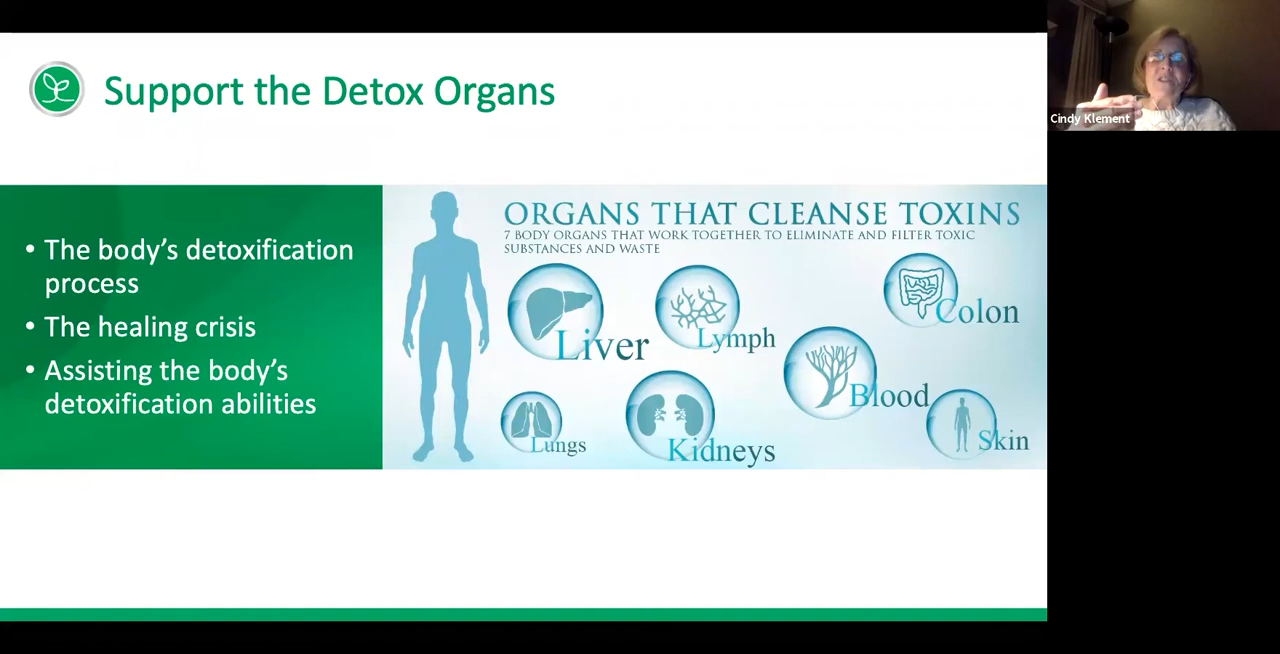 Support the Detox Organs
Cindy Klement
• The body's detoxification
process
• The healing crisis
• Assisting the body's
detoxification abilities
ORGANS THAT CLEANSE TOXINS
7 BODY ORGANS THAT WORK TOGETHER TO ELIMINATE AND FILTER TOXIC
SUBSTANCES AND WASTE
Liver
Lymph
Colon
Blood
Lungs
Kidneys
Skin